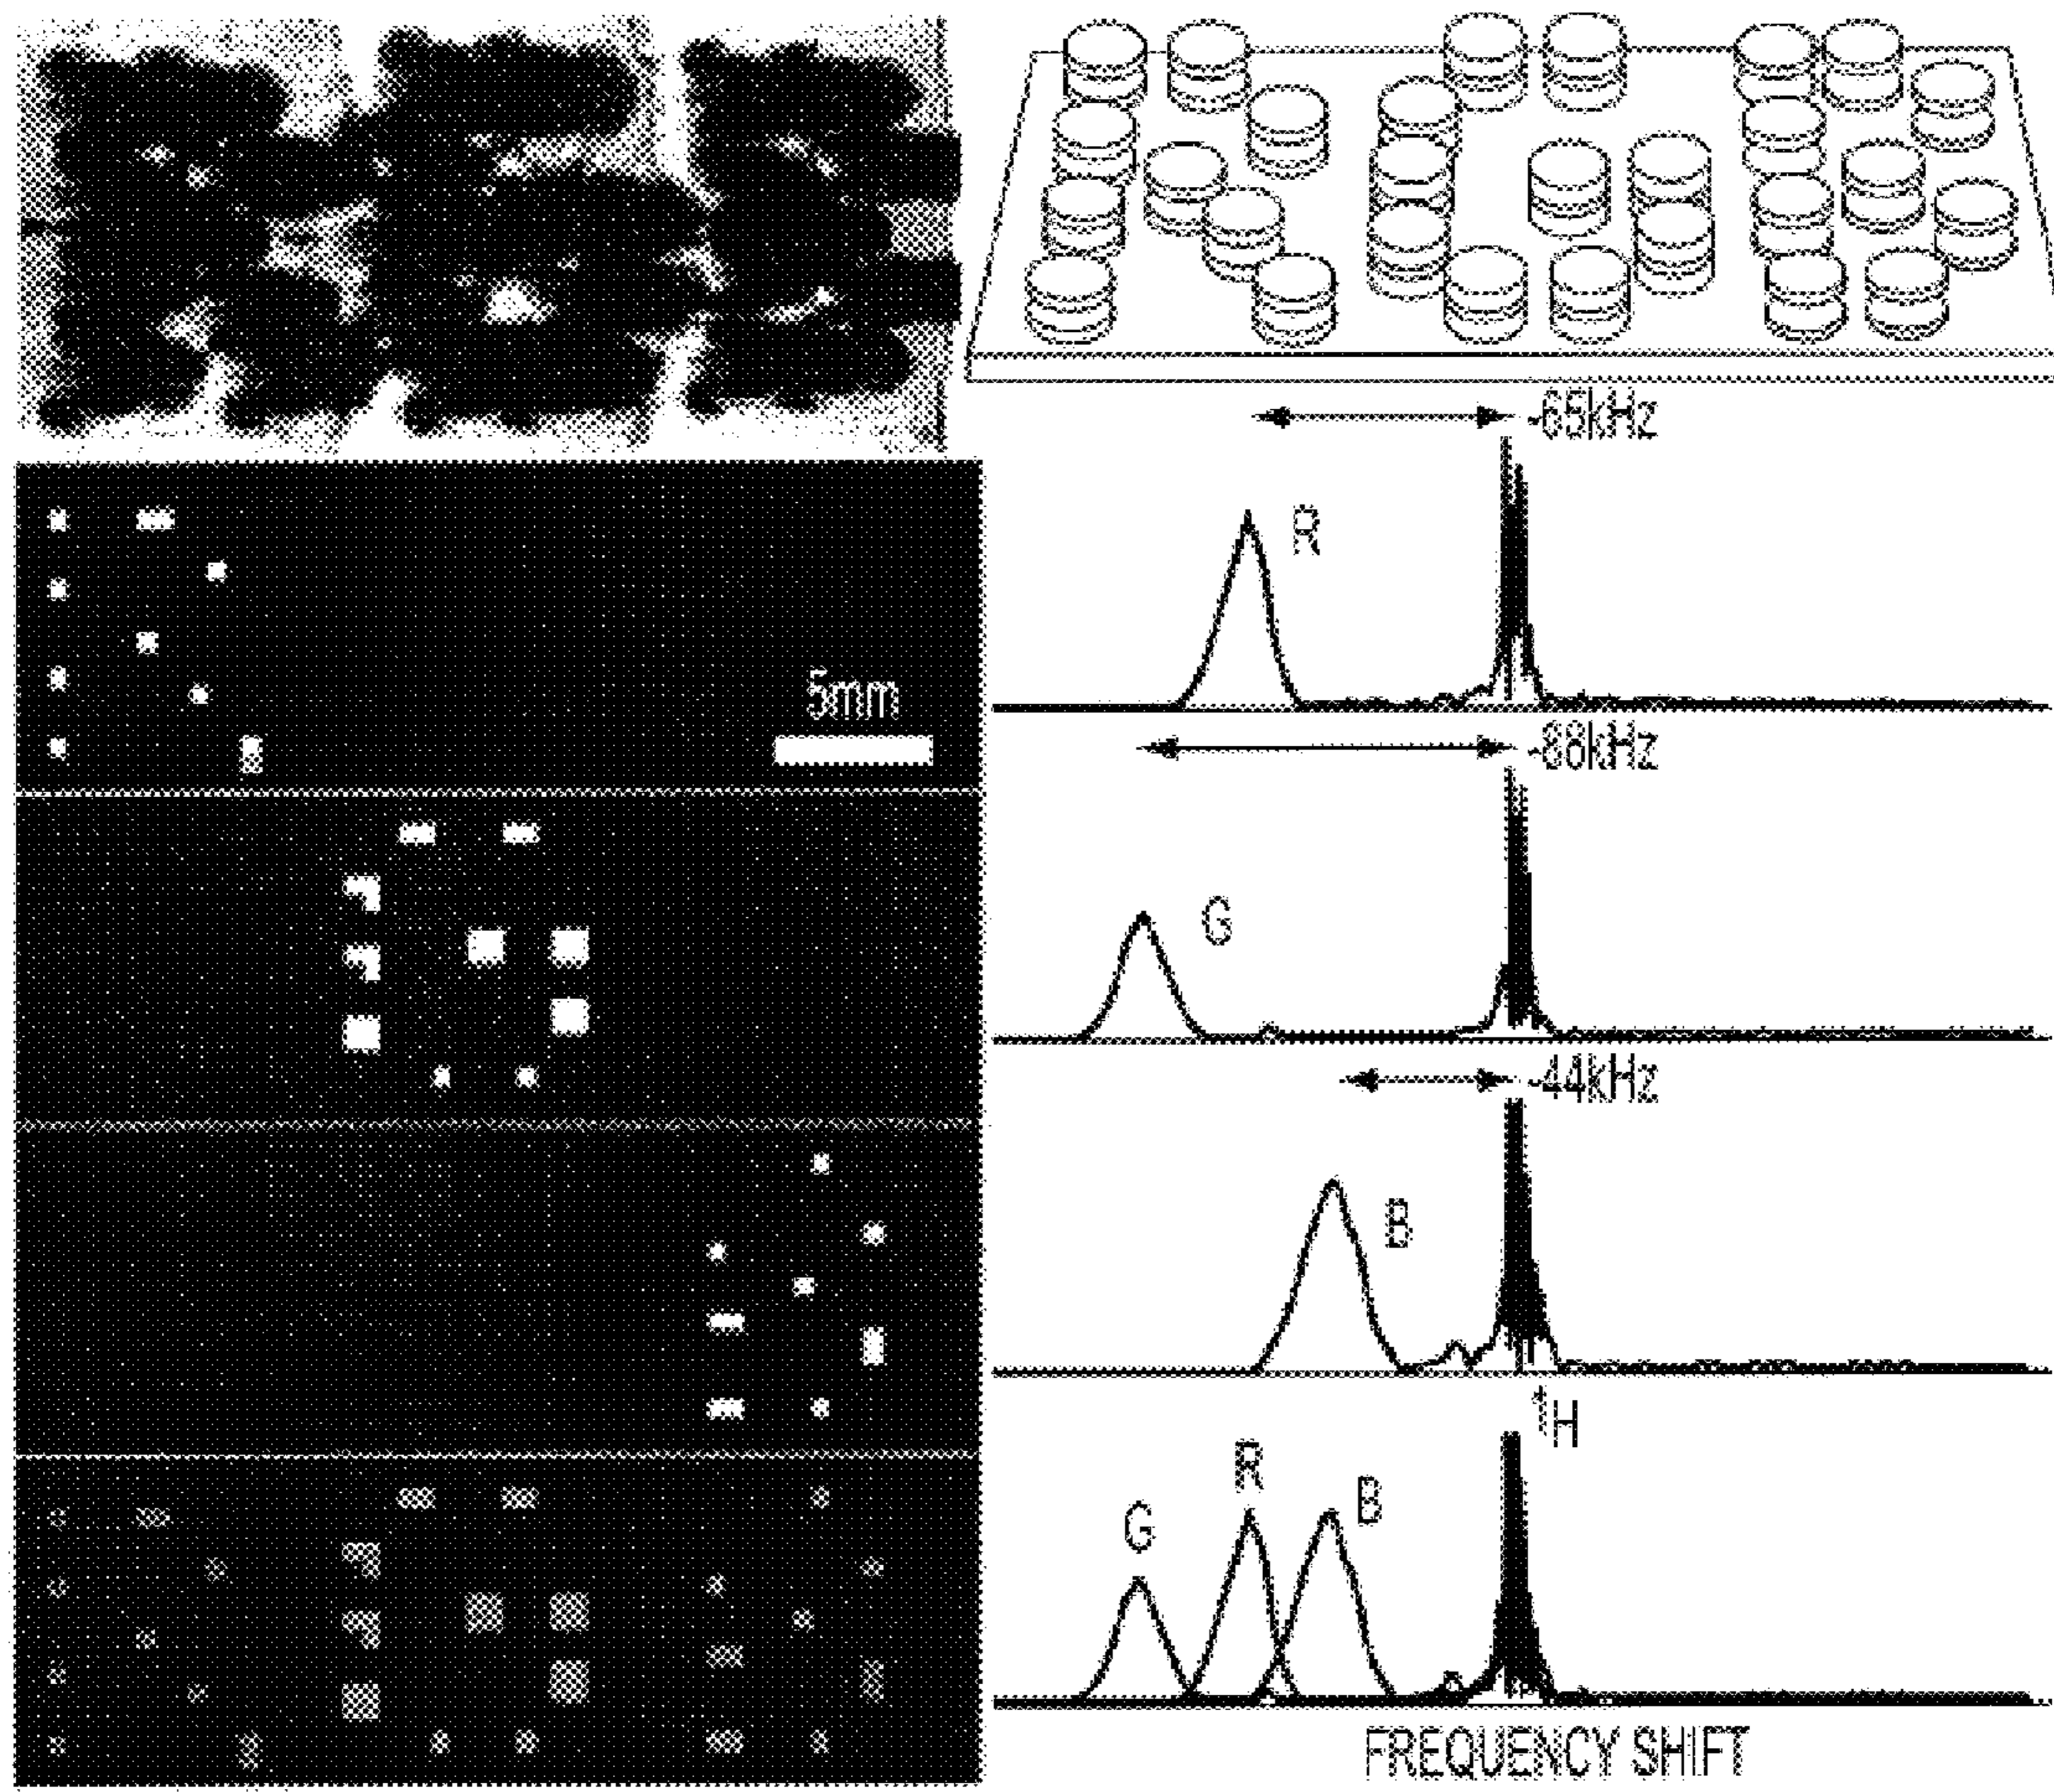 -65kHz
R
5mm
-88kHz
G
-44kHz
B
1H
G R B
FREQUENCY SHIFT